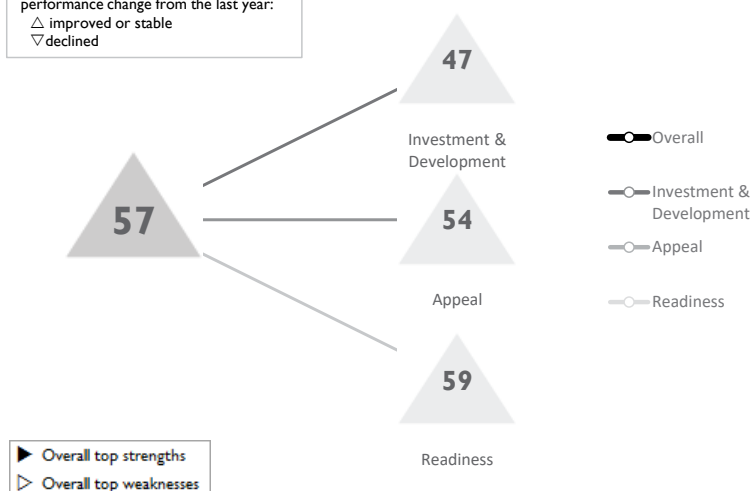 performance change from the last year:
△ improved or stable
▽ declined
47
Investment &
Development
57
54
Appeal
59
Readiness
Overall
Investment &
Development
Appeal
Readiness
▶ Overall top strengths
▷ Overall top weaknesses